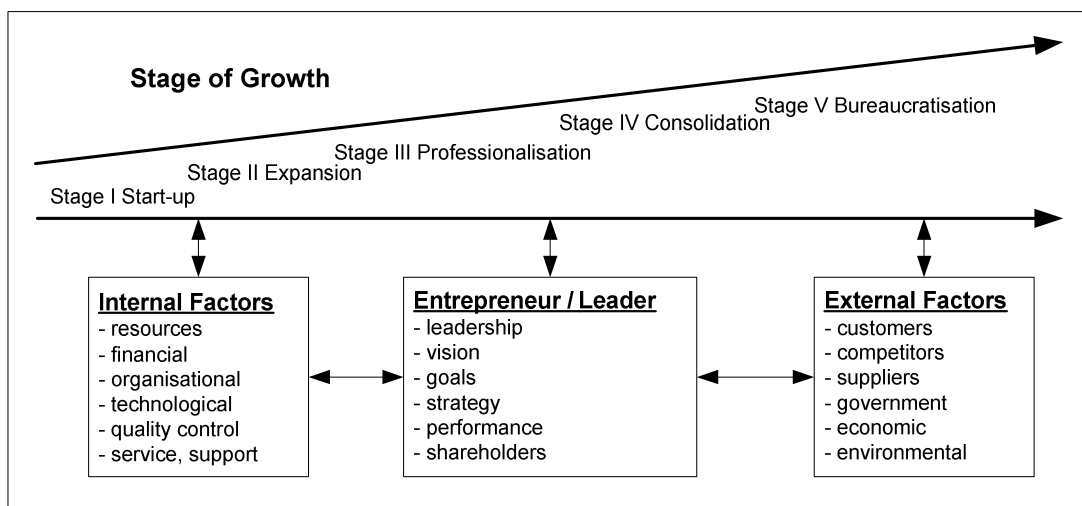 Stage of Growth
Stage V Bureaucratisation
Stage IV Consolidation
Stage III Professionalisation
Stage II Expansion
Stage I Start-up
Internal Factors
- resources
- financial
- organisational
- technological
- quality control
- service, support
Entrepreneur / Leader
- leadership
- vision
- goals
- strategy
- performance
- shareholders
External Factors
- customers
- competitors
- suppliers
- government
- economic
- environmental